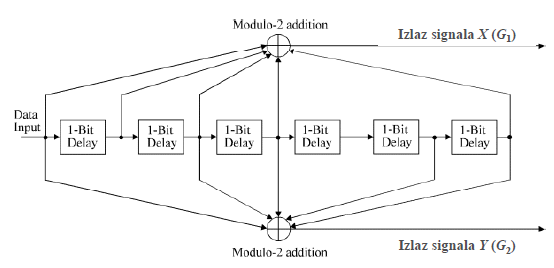 Modulo-2 addition
Izlaz signala X (G₁)
Data
Input
1-Bit
Delay
1-Bit
Delay
1-Bit
Delay
1-Bit
Delay
1-Bit
Delay
1-Bit
Delay
Modulo-2 addition
Izlaz signala Y (G₂)